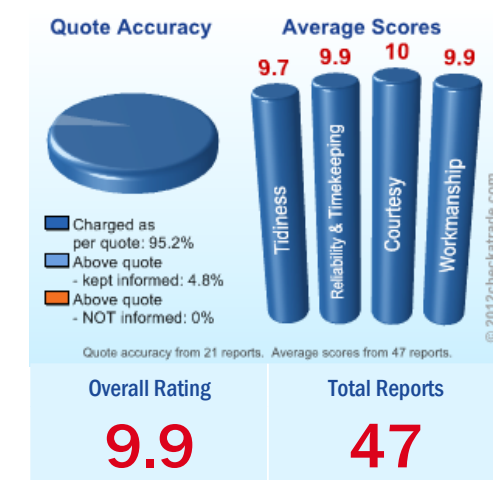 Quote Accuracy
Average Scores
9.7
9.9
10
9.9
Tidiness
Reliability & Timekeeping
Courtesy
Workmanship
Charged as
per quote: 95.2%
Above quote
- kept informed: 4.8%
Above quote
- NOT informed: 0%
© 2012checkatrade.com
Quote accuracy from 21 reports. Average scores from 47 reports.
Overall Rating
Total Reports
9.9
47